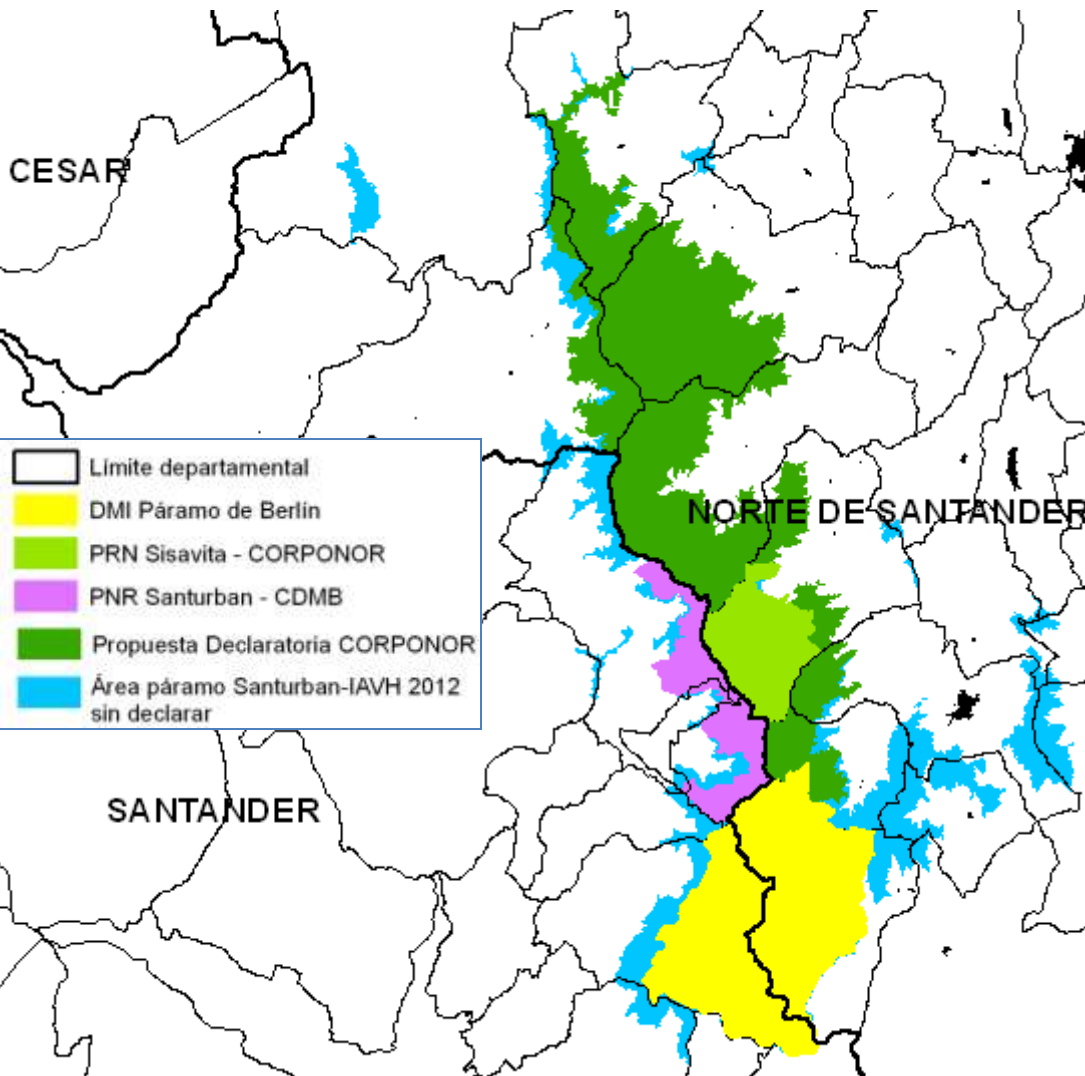 CESAR
Límite departamental
DMI Páramo de Berlín
PRN Sisavita - CORPONOR
PNR Santurban - CDMB
Propuesta Declaratoria CORPONOR
Área páramo Santurban-IAVH 2012
sin declarar
NORTE DE SANTANDER
SANTANDER